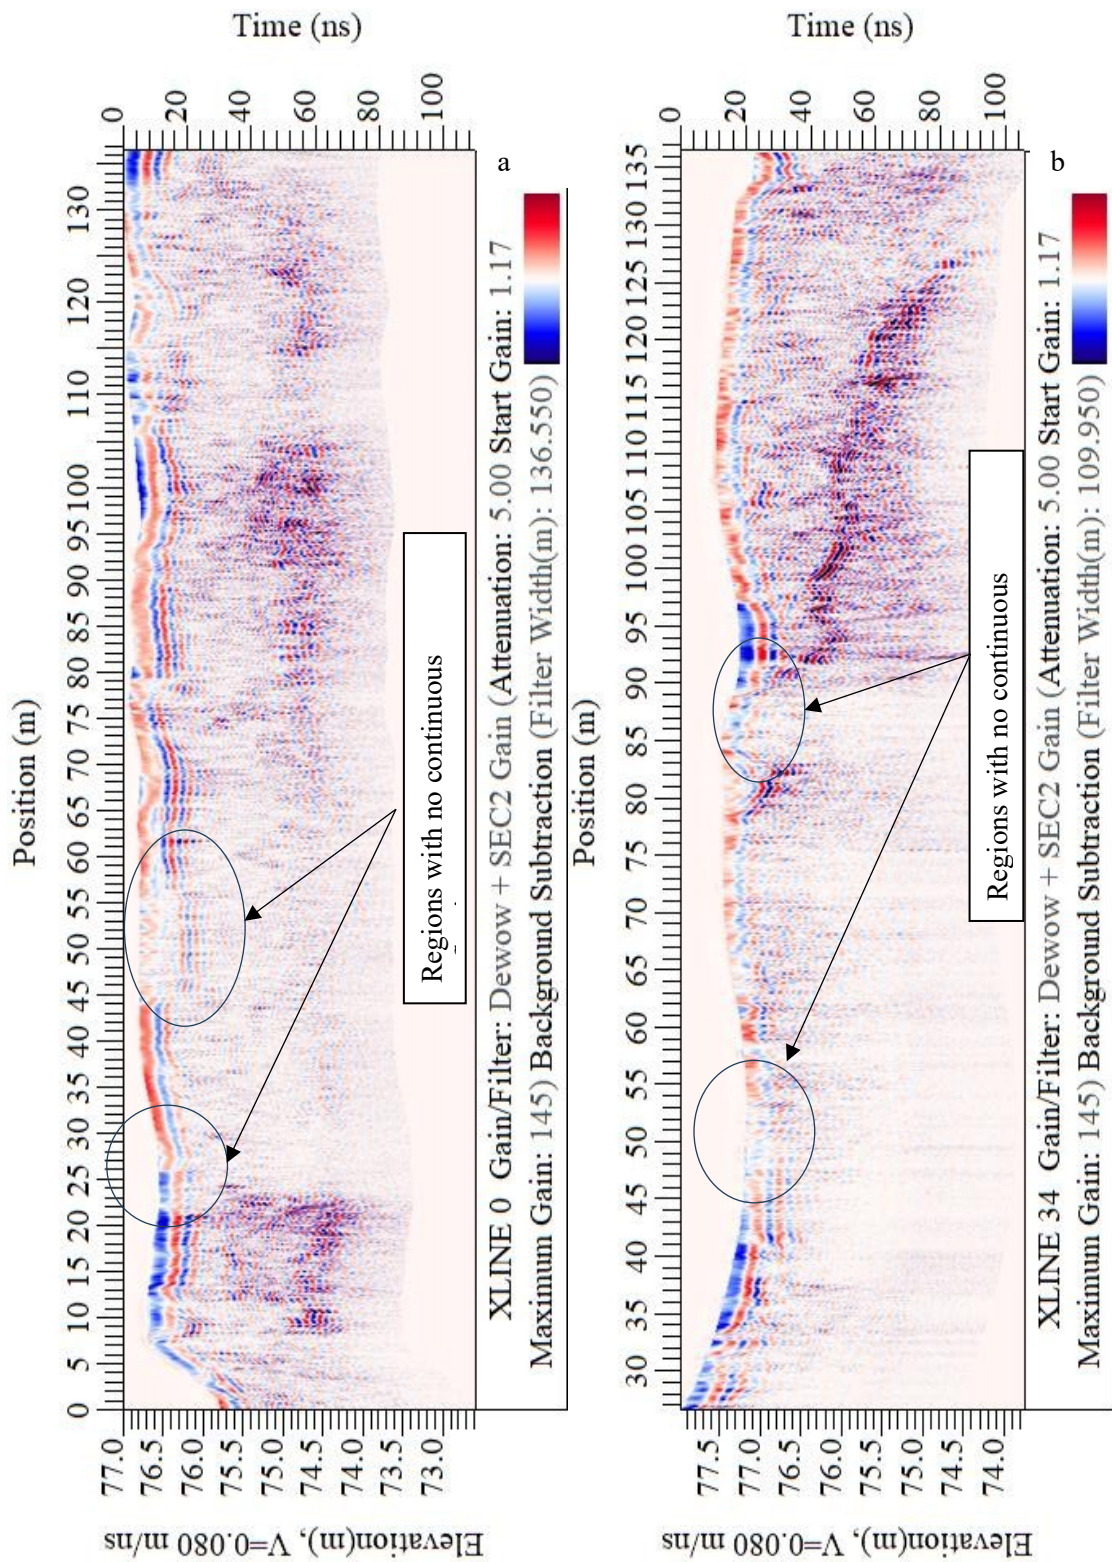 a
Position (m)
0 5 10 15 20 25 30 35 40 45 50 55 60 65 70 75 80 85 90 95 100 110 120 130
Elevation(m), V=0.080 m/ns
77.0 76.5 76.0 75.5 75.0 74.5 74.0 73.5 73.0
Time (ns)
0 20 40 60 80 100
Regions with no continuous
XLINE 0 Gain/Filter: Dewow + SEC2 Gain (Attenuation: 5.00 Start Gain: 1.17
Maximum Gain: 145) Background Subtraction (Filter Width(m): 136.550)
b
Position (m)
30 35 40 45 50 55 60 65 70 75 80 85 90 95 100 105 110 115 120 125 130 135
Elevation(m), V=0.080 m/ns
77.5 77.0 76.5 76.0 75.5 75.0 74.5 74.0
Time (ns)
0 20 40 60 80 100
Regions with no continuous
XLINE 34 Gain/Filter: Dewow + SEC2 Gain (Attenuation: 5.00 Start Gain: 1.17
Maximum Gain: 145) Background Subtraction (Filter Width(m): 109.950)